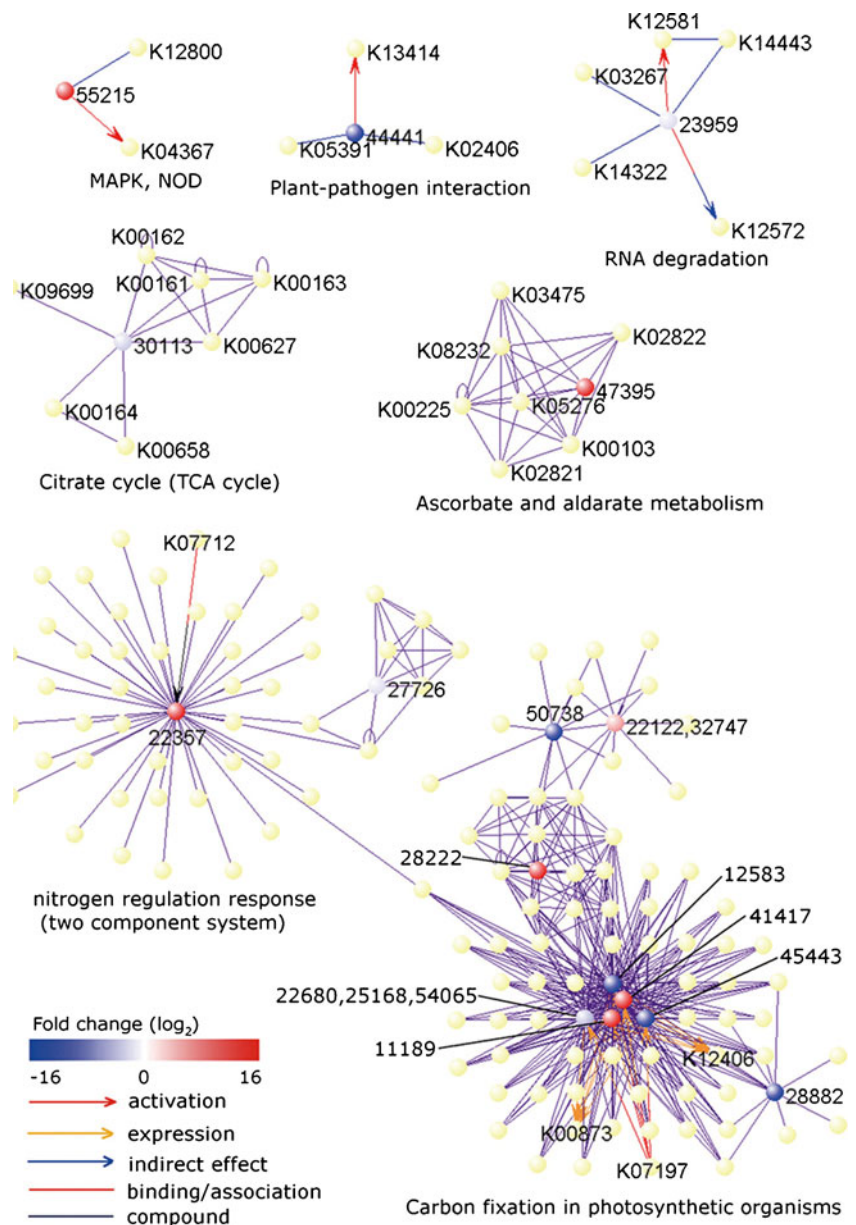 K12800
55215
K04367
MAPK, NOD
K13414
44441
K05391
K02406
Plant-pathogen interaction
K12581
K14443
K03267
23959
K14322
K12572
RNA degradation
K00162
K09699
K00161
K00163
30113
K00627
K00164
K00658
Citrate cycle (TCA cycle)
K03475
K02822
K08232
47395
K00225
K05276
K00103
K02821
Ascorbate and aldarate metabolism
K07712
27726
22357
nitrogen regulation response
(two component system)
50738
22122,32747
28222
12583
41417
45443
22680,25168,54065
11189
K12406
28882
K00873
K07197
Carbon fixation in photosynthetic organisms
Fold change (log2)
-16 0 16
activation
expression
indirect effect
binding/association
compound